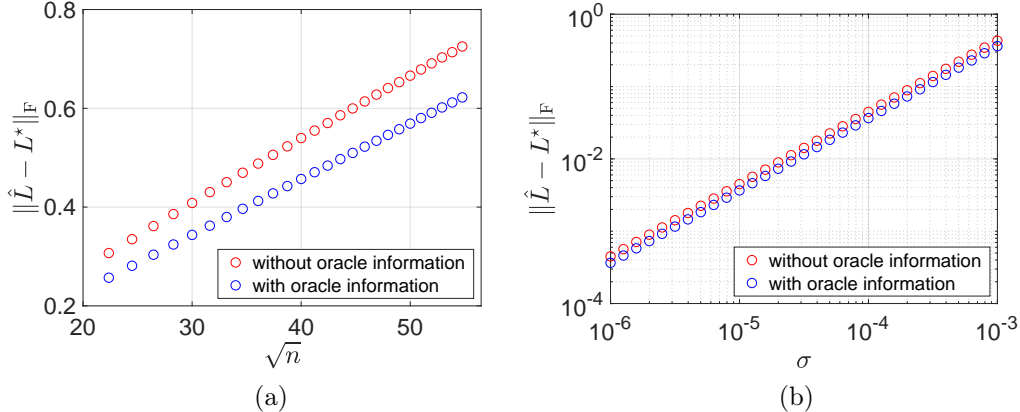 0.8
0.6
0.4
0.2
‖L̂ − L⋆‖F
without oracle information
with oracle information
20 30 40 50
√n
(a)
10^0
10^-2
10^-4
‖L̂ − L⋆‖F
without oracle information
with oracle information
10^-6 10^-5 10^-4 10^-3
σ
(b)